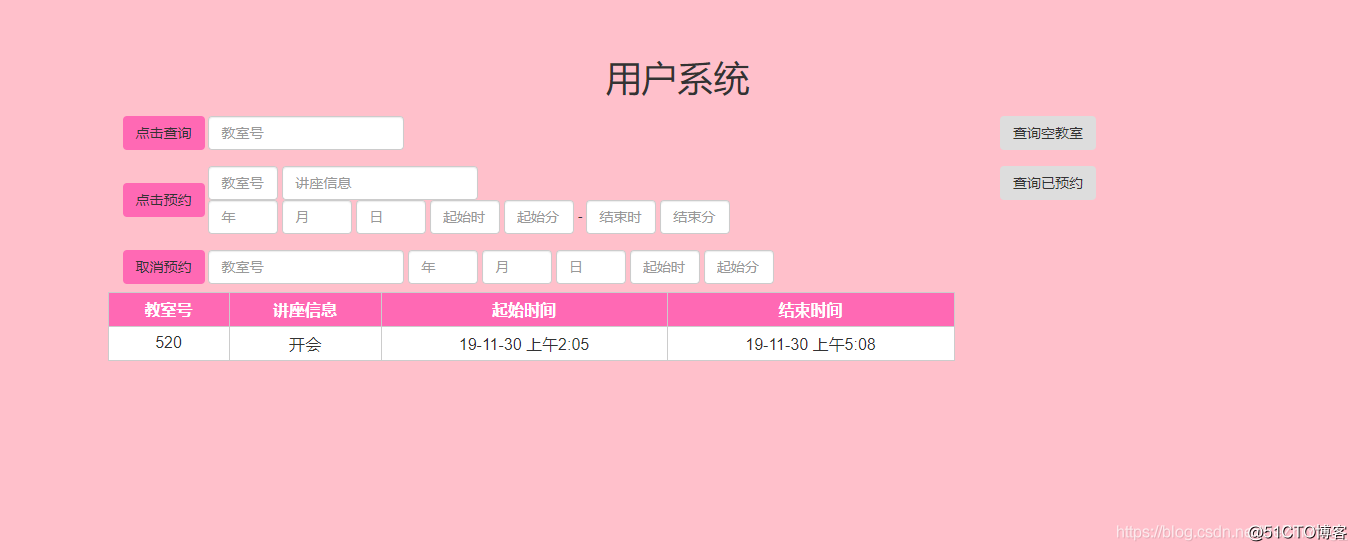 用户系统
点击查询 教室号 查询空教室
点击预约 教室号 讲座信息 查询已预约
年 月 日 起始时 起始分 - 结束时 结束分
取消预约 教室号 年 月 日 起始时 起始分
教室号 讲座信息 起始时间 结束时间
520 开会 19-11-30 上午2:05 19-11-30 上午5:08
https://blog.csdn.ne @51CTO博客